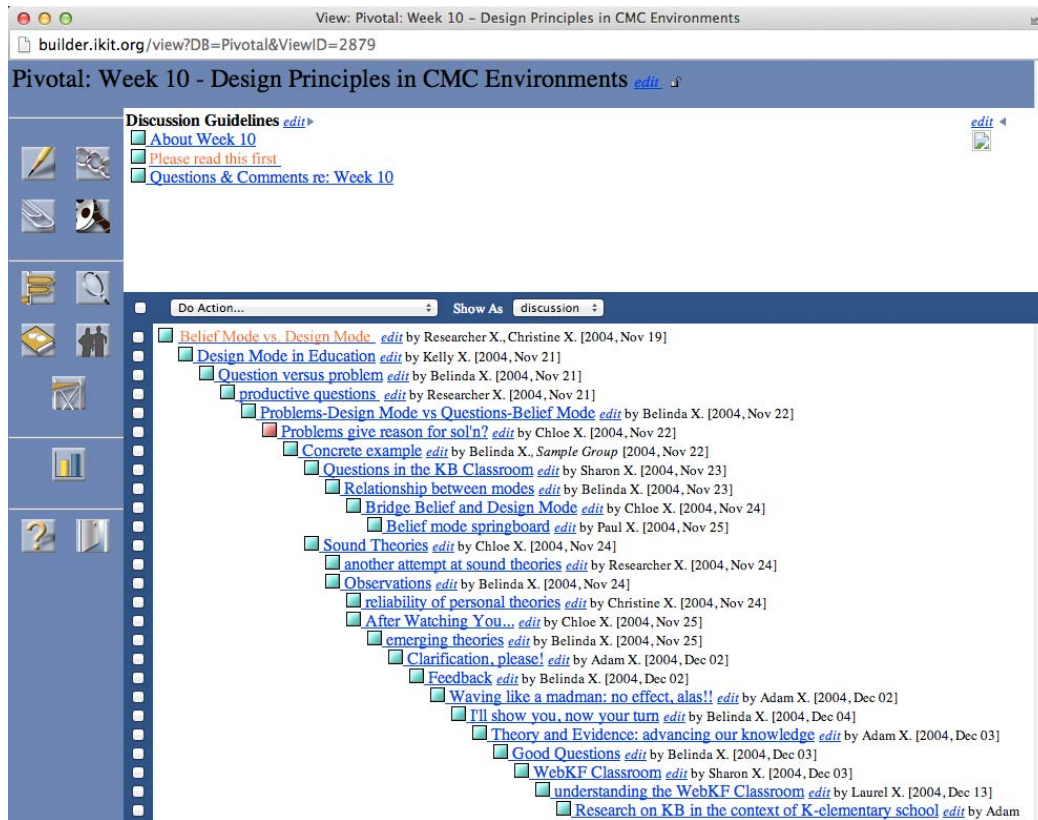 View: Pivotal: Week 10 – Design Principles in CMC Environments
builder.ikit.org/view?DB=Pivotal&ViewID=2879
Pivotal: Week 10 - Design Principles in CMC Environments edit
Discussion Guidelines edit
edit
About Week 10
Please read this first
Questions & Comments re: Week 10
Do Action... Show As discussion
Belief Mode vs. Design Mode edit by Researcher X., Christine X. [2004, Nov 19]
Design Mode in Education edit by Kelly X. [2004, Nov 21]
Question versus problem edit by Belinda X. [2004, Nov 21]
productive questions edit by Researcher X. [2004, Nov 21]
Problems-Design Mode vs Questions-Belief Mode edit by Belinda X. [2004, Nov 22]
Problems give reason for sol'n? edit by Chloe X. [2004, Nov 22]
Concrete example edit by Belinda X., Sample Group [2004, Nov 22]
Questions in the KB Classroom edit by Sharon X. [2004, Nov 23]
Relationship between modes edit by Belinda X. [2004, Nov 23]
Bridge Belief and Design Mode edit by Chloe X. [2004, Nov 24]
Belief mode springboard edit by Paul X. [2004, Nov 25]
Sound Theories edit by Chloe X. [2004, Nov 24]
another attempt at sound theories edit by Researcher X. [2004, Nov 24]
Observations edit by Belinda X. [2004, Nov 24]
reliability of personal theories edit by Christine X. [2004, Nov 24]
After Watching You... edit by Chloe X. [2004, Nov 25]
emerging theories edit by Belinda X. [2004, Nov 25]
Clarification, please! edit by Adam X. [2004, Dec 02]
Feedback edit by Belinda X. [2004, Dec 02]
Waving like a madman: no effect, alas!! edit by Adam X. [2004, Dec 02]
I'll show you, now your turn edit by Belinda X. [2004, Dec 04]
Theory and Evidence: advancing our knowledge edit by Adam X. [2004, Dec 03]
Good Questions edit by Belinda X. [2004, Dec 03]
WebKF Classroom edit by Sharon X. [2004, Dec 03]
understanding the WebKF Classroom edit by Laurel X. [2004, Dec 13]
Research on KB in the context of K-elementary school edit by Adam